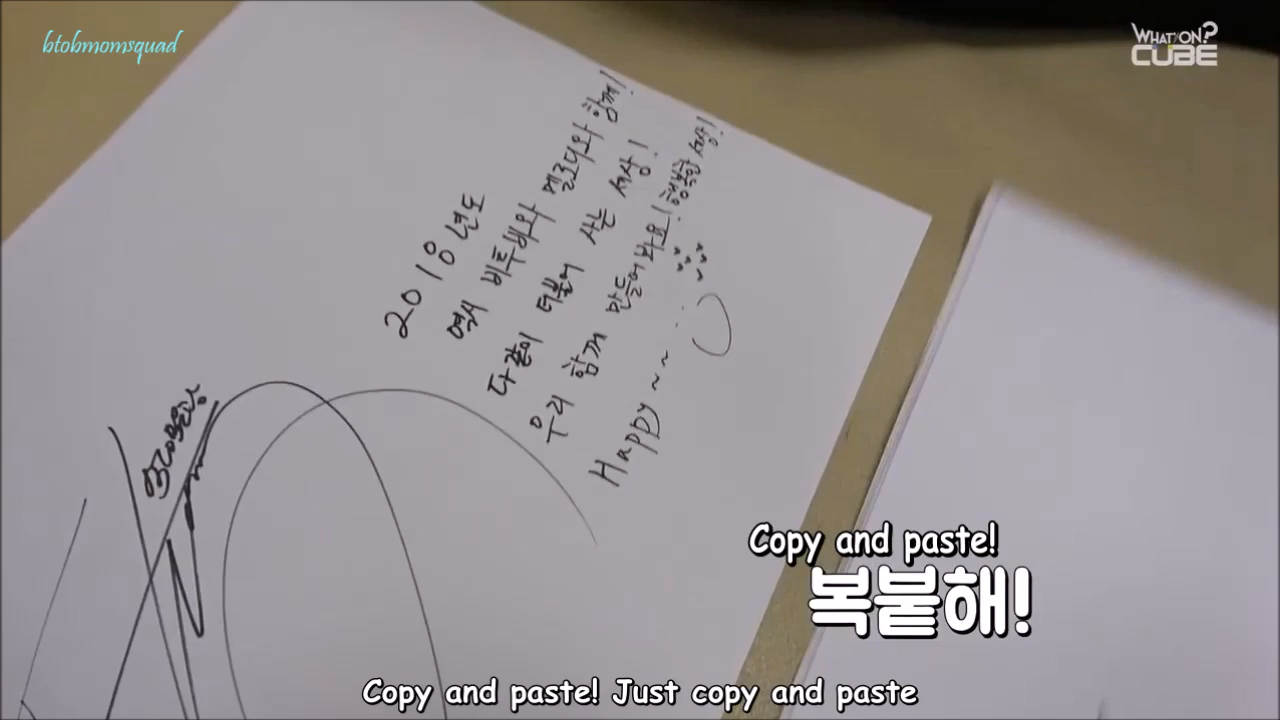 btobmomsquad
WHAT'S ON?
CUBE
2018년도
역시 비투비와 멜로디와 함께!
다같이 더불어 사는 세상!
우리 함께 만들어봐요! 행복한 세상!
Happy~~...
Copy and paste!
복붙해!
Copy and paste! Just copy and paste